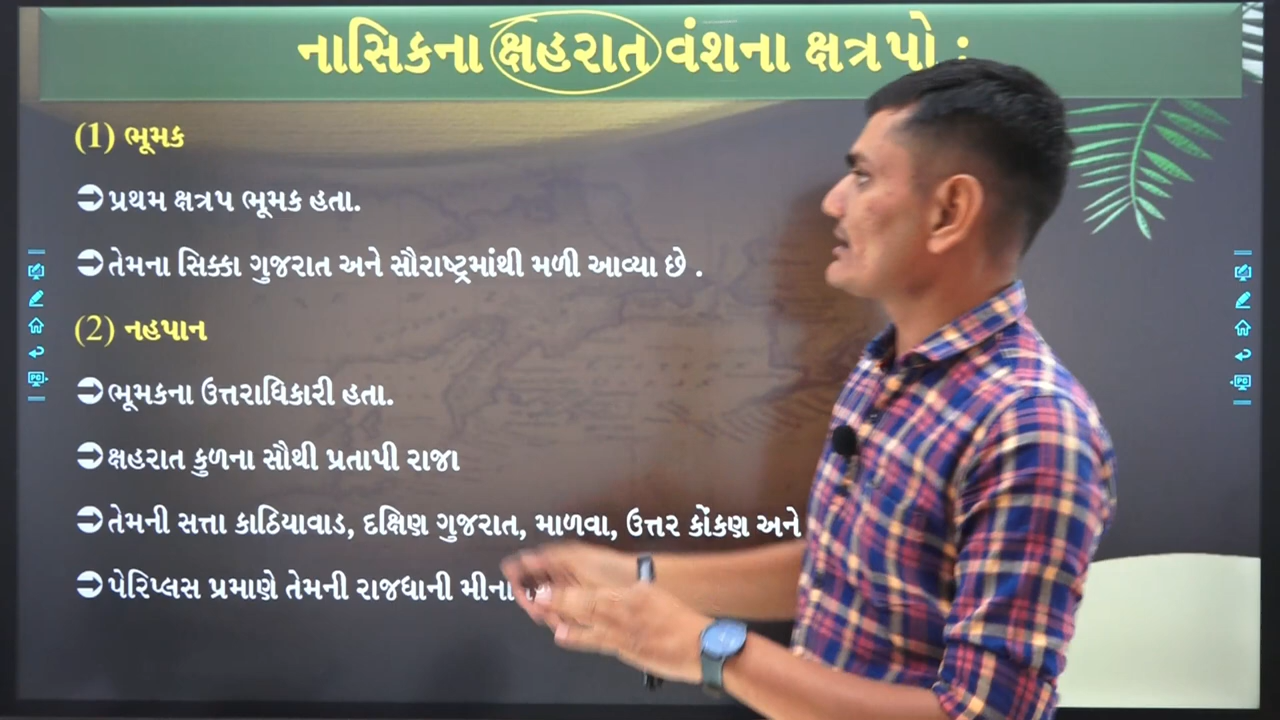 નાસિકના ક્ષહરાત વંશના ક્ષત્રપો :
(1) ભૂમક
પ્રથમ ક્ષત્રપ ભૂમક હતા.
તેમના સિક્કા ગુજરાત અને સૌરાષ્ટ્રમાંથી મળી આવ્યા છે .
(2) નહપાન
ભૂમકના ઉત્તરાધિકારી હતા.
ક્ષહરાત કુળના સૌથી પ્રતાપી રાજા
તેમની સત્તા કાઠિયાવાડ, દક્ષિણ ગુજરાત, માળવા, ઉત્તર કોંકણ અને
પેરિપ્લસ પ્રમાણે તેમની રાજધાની